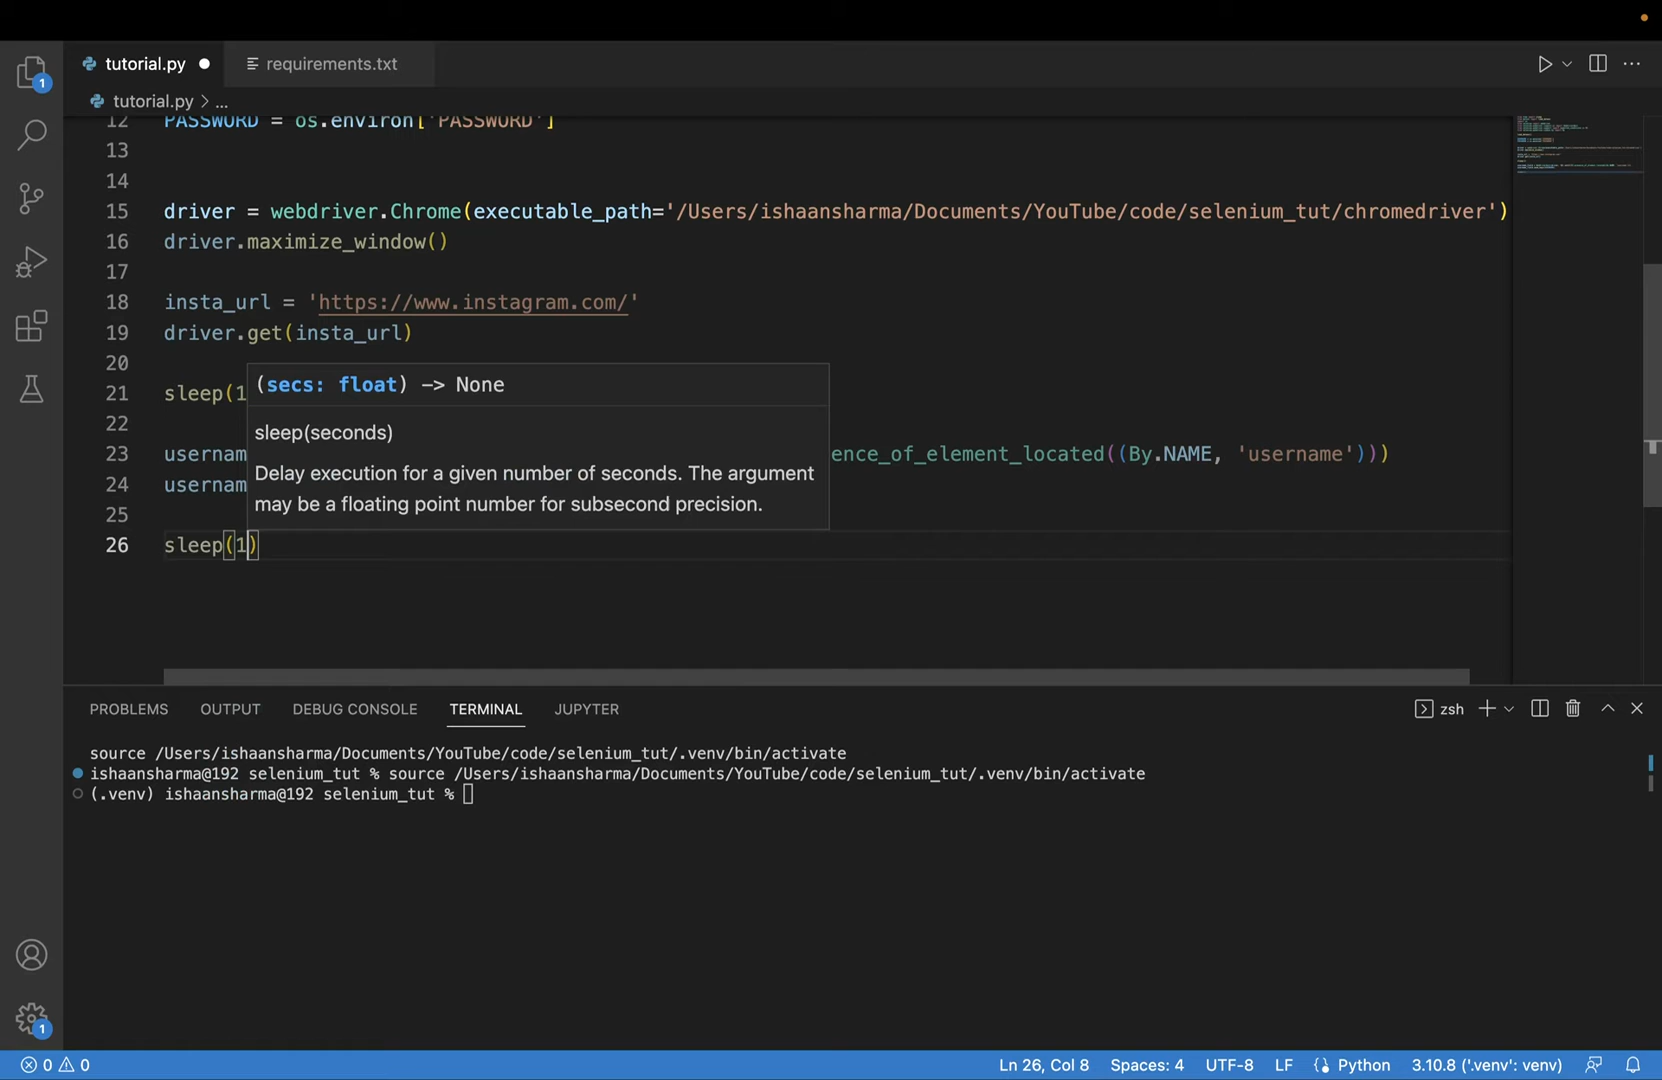 1
tutorial.py
requirements.txt
tutorial.py > ...
12 PASSWORD = os.environ['PASSWORD']
13
14
15 driver = webdriver.Chrome(executable_path='/Users/ishaansharma/Documents/YouTube/code/selenium_tut/chromedriver')
16 driver.maximize_window()
17
18 insta_url = 'https://www.instagram.com/'
19 driver.get(insta_url)
20
(secs: float) -> None
21 sleep(1
22
sleep(seconds)
23 usernam ence_of_element_located((By.NAME, 'username')))
Delay execution for a given number of seconds. The argument
24 usernam
may be a floating point number for subsecond precision.
25
26 sleep(1)
PROBLEMS OUTPUT DEBUG CONSOLE TERMINAL JUPYTER
zsh
source /Users/ishaansharma/Documents/YouTube/code/selenium_tut/.venv/bin/activate
ishaansharma@192 selenium_tut % source /Users/ishaansharma/Documents/YouTube/code/selenium_tut/.venv/bin/activate
(.venv) ishaansharma@192 selenium_tut %
1
0 0 Ln 26, Col 8 Spaces: 4 UTF-8 LF Python 3.10.8 ('.venv': venv)